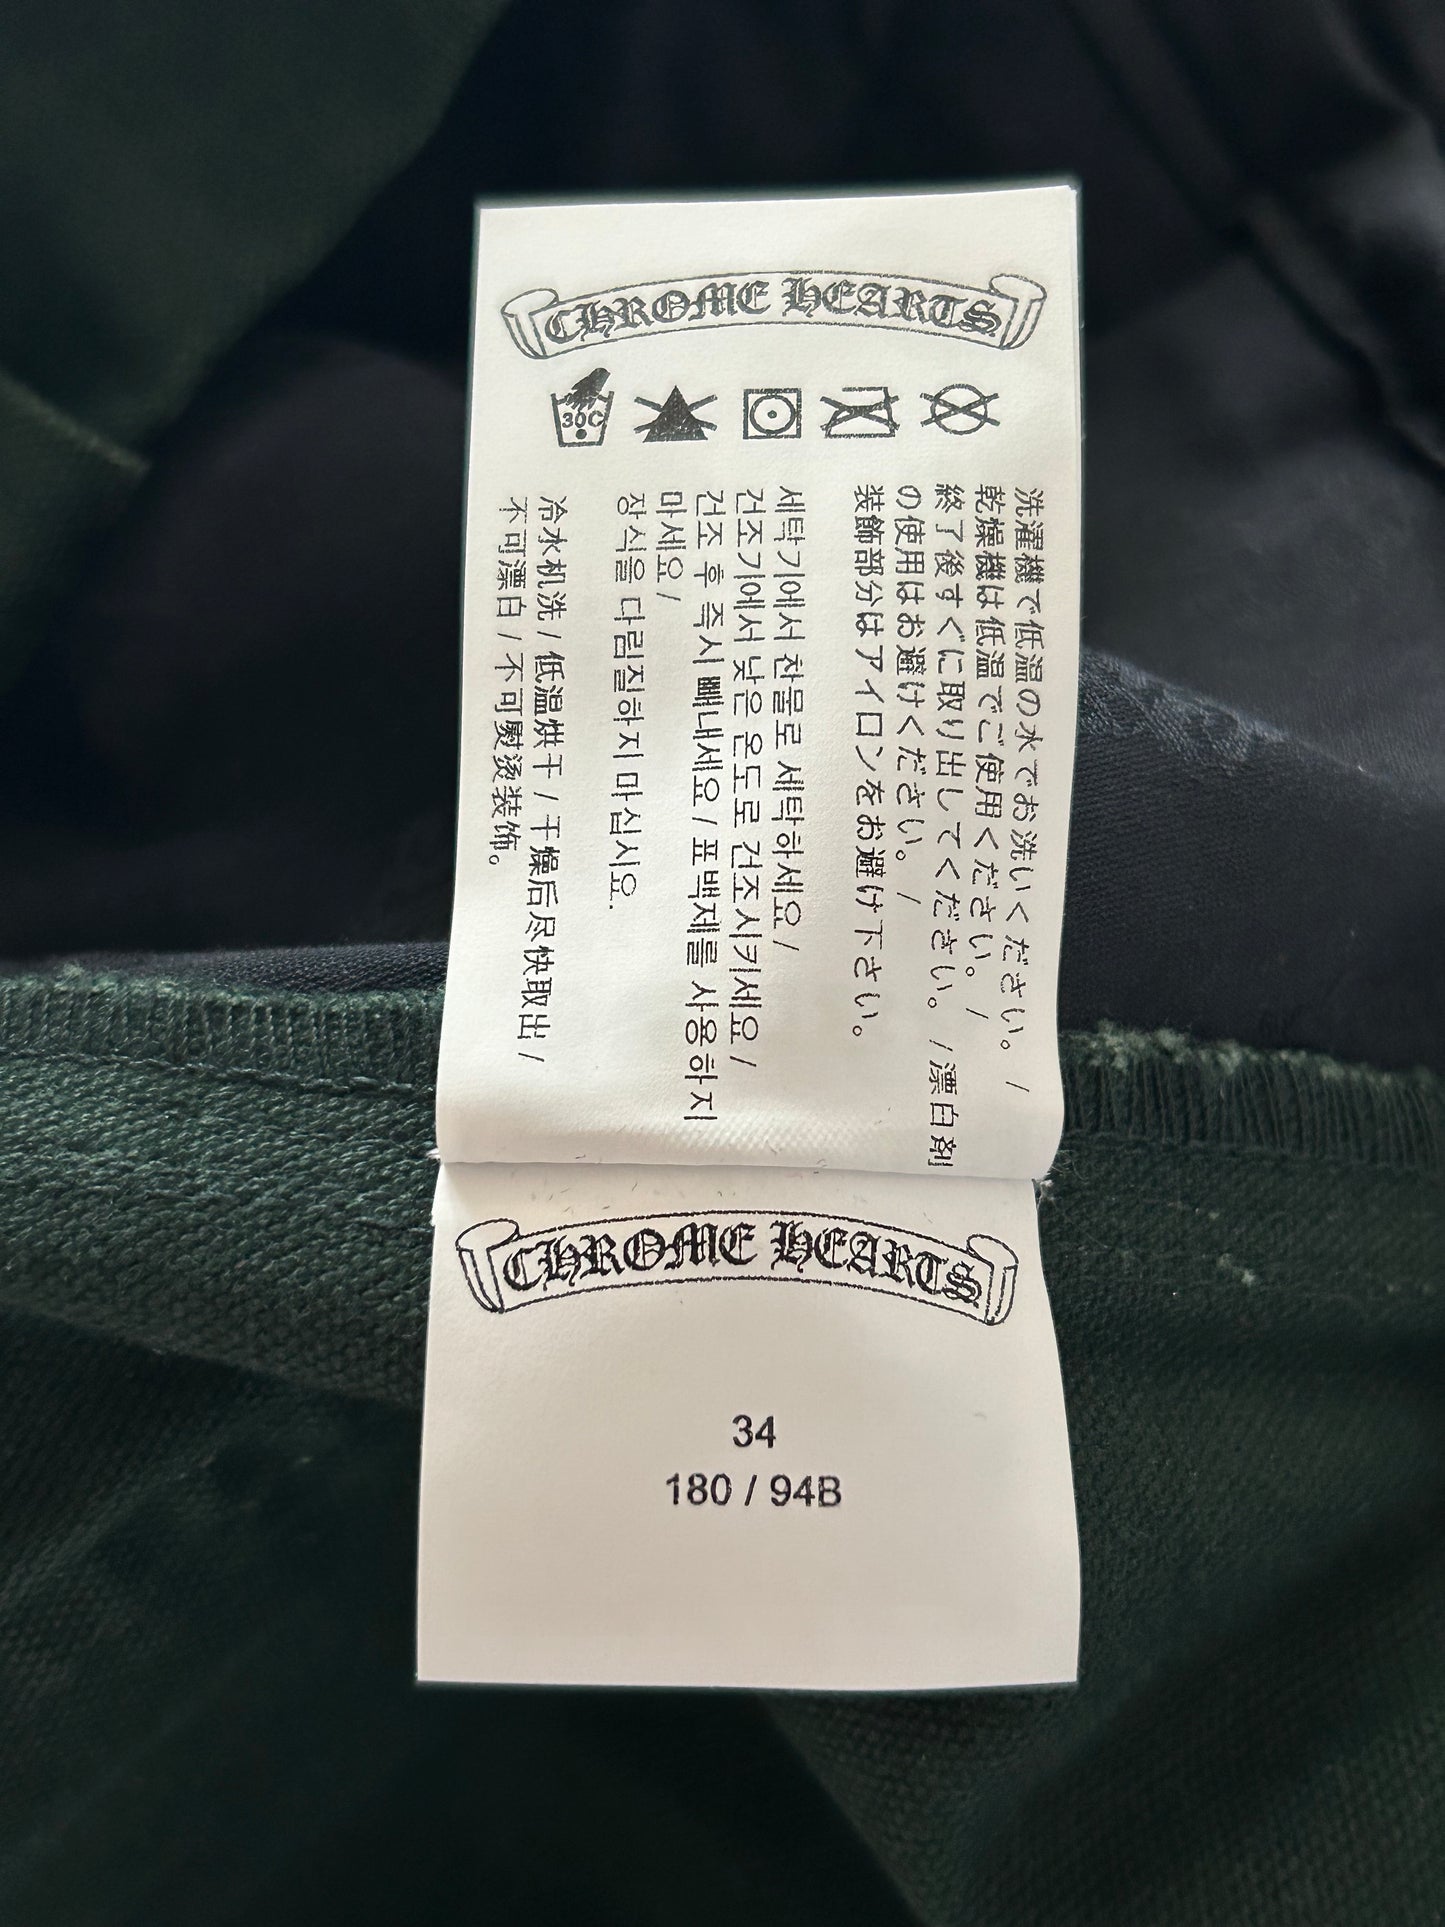 CHROME HEARTS
30C
洗濯機で低温の水でお洗いください。 /
乾燥機は低温でご使用ください。 /
終了後すぐに取り出してください。 / 漂白剤
の使用はお避けください。 /
装飾部分はアイロンをお避け下さい。
세탁기에서 찬물로 세탁하세요 /
건조기에서 낮은 온도로 건조시키세요 /
건조 후 즉시 빼내세요 / 표백제를 사용하지
마세요 /
장식을 다림질하지 마십시요.
冷水机洗 / 低温烘干 / 干燥后尽快取出 /
不可漂白 / 不可熨烫装饰。
CHROME HEARTS
34
180 / 94B